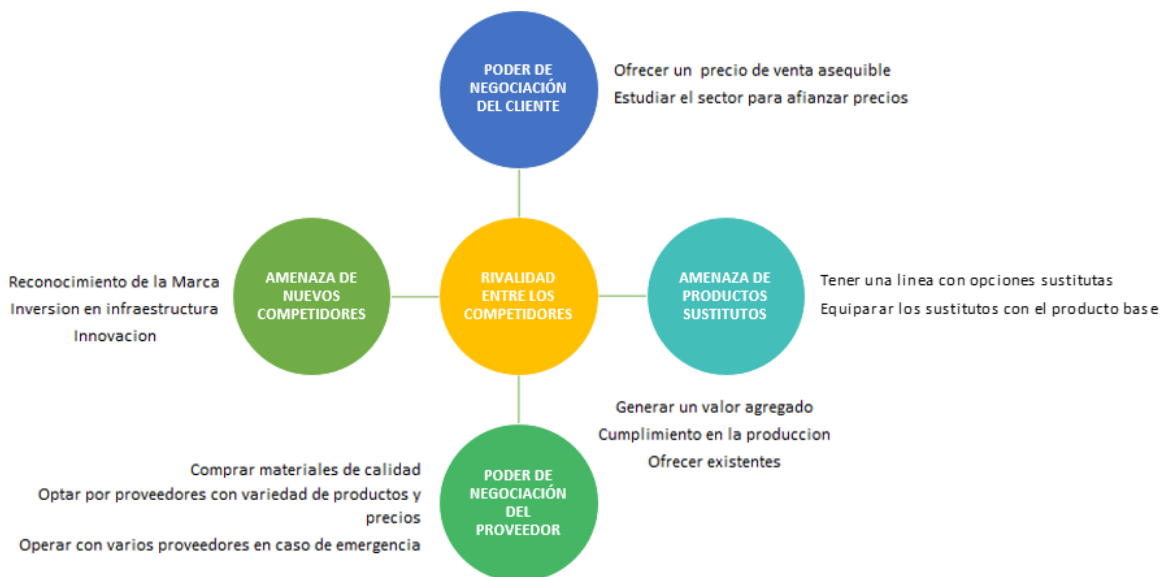 PODER DE
NEGOCIACIÓN
DEL CLIENTE
Ofrecer un precio de venta asequible
Estudiar el sector para afianzar precios
Reconocimiento de la Marca
Inversion en infraestructura
Innovacion
AMENAZA DE
NUEVOS
COMPETIDORES
RIVALIDAD
ENTRE LOS
COMPETIDORES
AMENAZA DE
PRODUCTOS
SUSTITUTOS
Tener una linea con opciones sustitutas
Equiparar los sustitutos con el producto base
Generar un valor agregado
Cumplimiento en la produccion
Ofrecer existentes
Comprar materiales de calidad
Optar por proveedores con variedad de productos y
precios
Operar con varios proveedores en caso de emergencia
PODER DE
NEGOCIACIÓN
DEL
PROVEEDOR